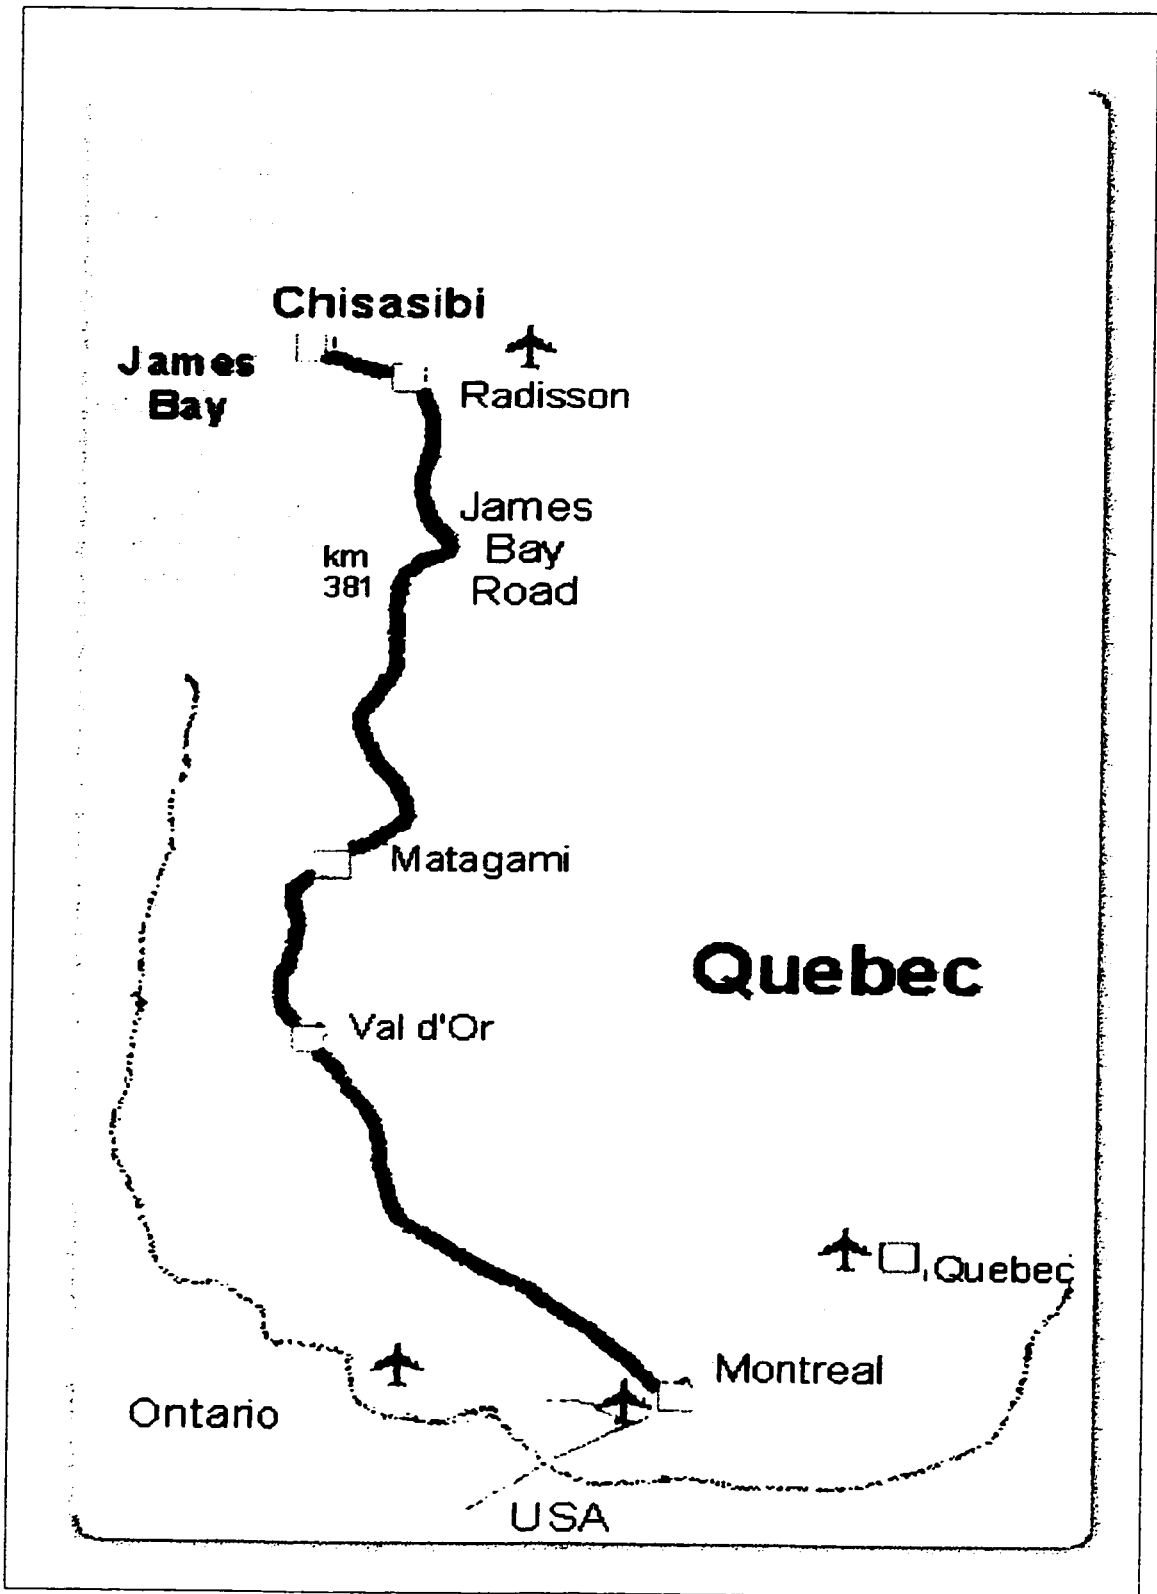 Chisasibi
James
Bay
Radisson
James
Bay
Road
km
381
Matagami
Quebec
Val d'Or
Quebec
Montreal
Ontario
USA